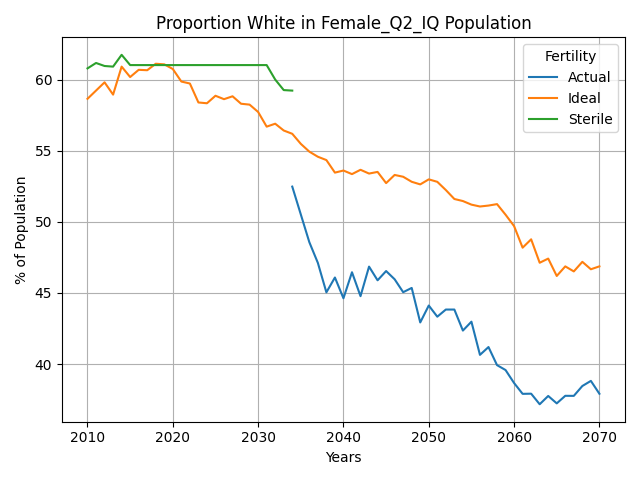 Proportion White in Female_Q2_IQ Population
Fertility
Actual
Ideal
Sterile
% of Population
60
55
50
45
40
2010 2020 2030 2040 2050 2060 2070
Years